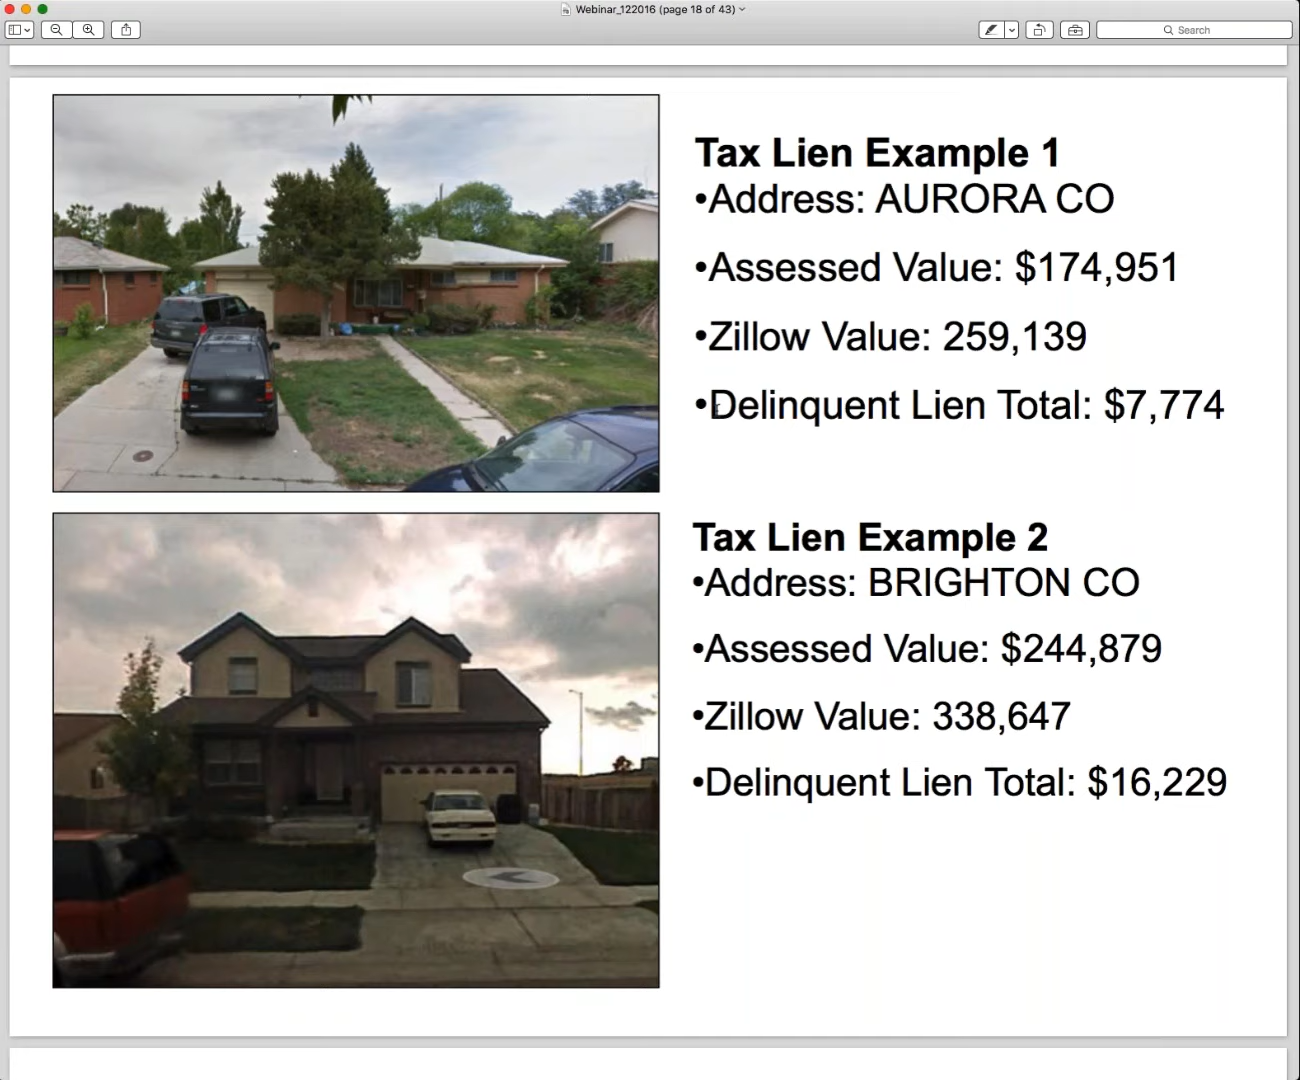 Webinar_122016 (page 18 of 43)
Search
Tax Lien Example 1
•Address: AURORA CO
•Assessed Value: $174,951
•Zillow Value: 259,139
•Delinquent Lien Total: $7,774
Tax Lien Example 2
•Address: BRIGHTON CO
•Assessed Value: $244,879
•Zillow Value: 338,647
•Delinquent Lien Total: $16,229